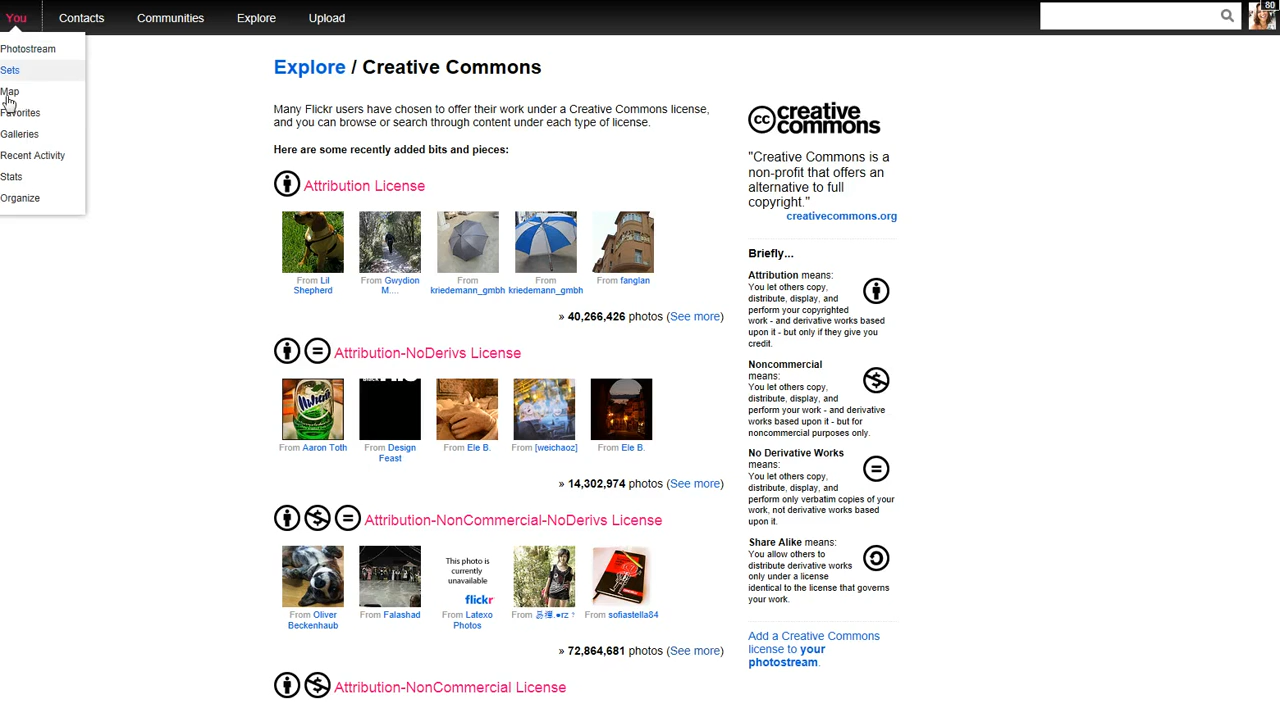 You
Contacts
Communities
Explore
Upload
80
Photostream
Sets
Map
Favorites
Galleries
Recent Activity
Stats
Organize
Explore / Creative Commons
Many Flickr users have chosen to offer their work under a Creative Commons license,
and you can browse or search through content under each type of license.
Here are some recently added bits and pieces:
Attribution License
From Lil
Shepherd
From Gwydion
M....
From
kriedemann_gmbh
From
kriedemann_gmbh
From fanglan
» 40,266,426 photos (See more)
Attribution-NoDerivs License
From Aaron Toth
From Design
Feast
From Ele B.
From [weichaoz]
From Ele B.
» 14,302,974 photos (See more)
Attribution-NonCommercial-NoDerivs License
This photo is
currently
unavailable
flickr
From Oliver
Beckenhaub
From Falashad
From Latexo
Photos
From
From sofiastella84
» 72,864,681 photos (See more)
Attribution-NonCommercial License
cc creative
commons
"Creative Commons is a
non-profit that offers an
alternative to full
copyright."
creativecommons.org
Briefly...
Attribution means:
You let others copy,
distribute, display, and
perform your copyrighted
work - and derivative works based
upon it - but only if they give you
credit.
Noncommercial
means:
You let others copy,
distribute, display, and
perform your work - and derivative
works based upon it - but for
noncommercial purposes only.
No Derivative Works
means:
You let others copy,
distribute, display, and
perform only verbatim copies of your
work, not derivative works based
upon it.
Share Alike means:
You allow others to
distribute derivative works
only under a license
identical to the license that governs
your work.
Add a Creative Commons
license to your
photostream.